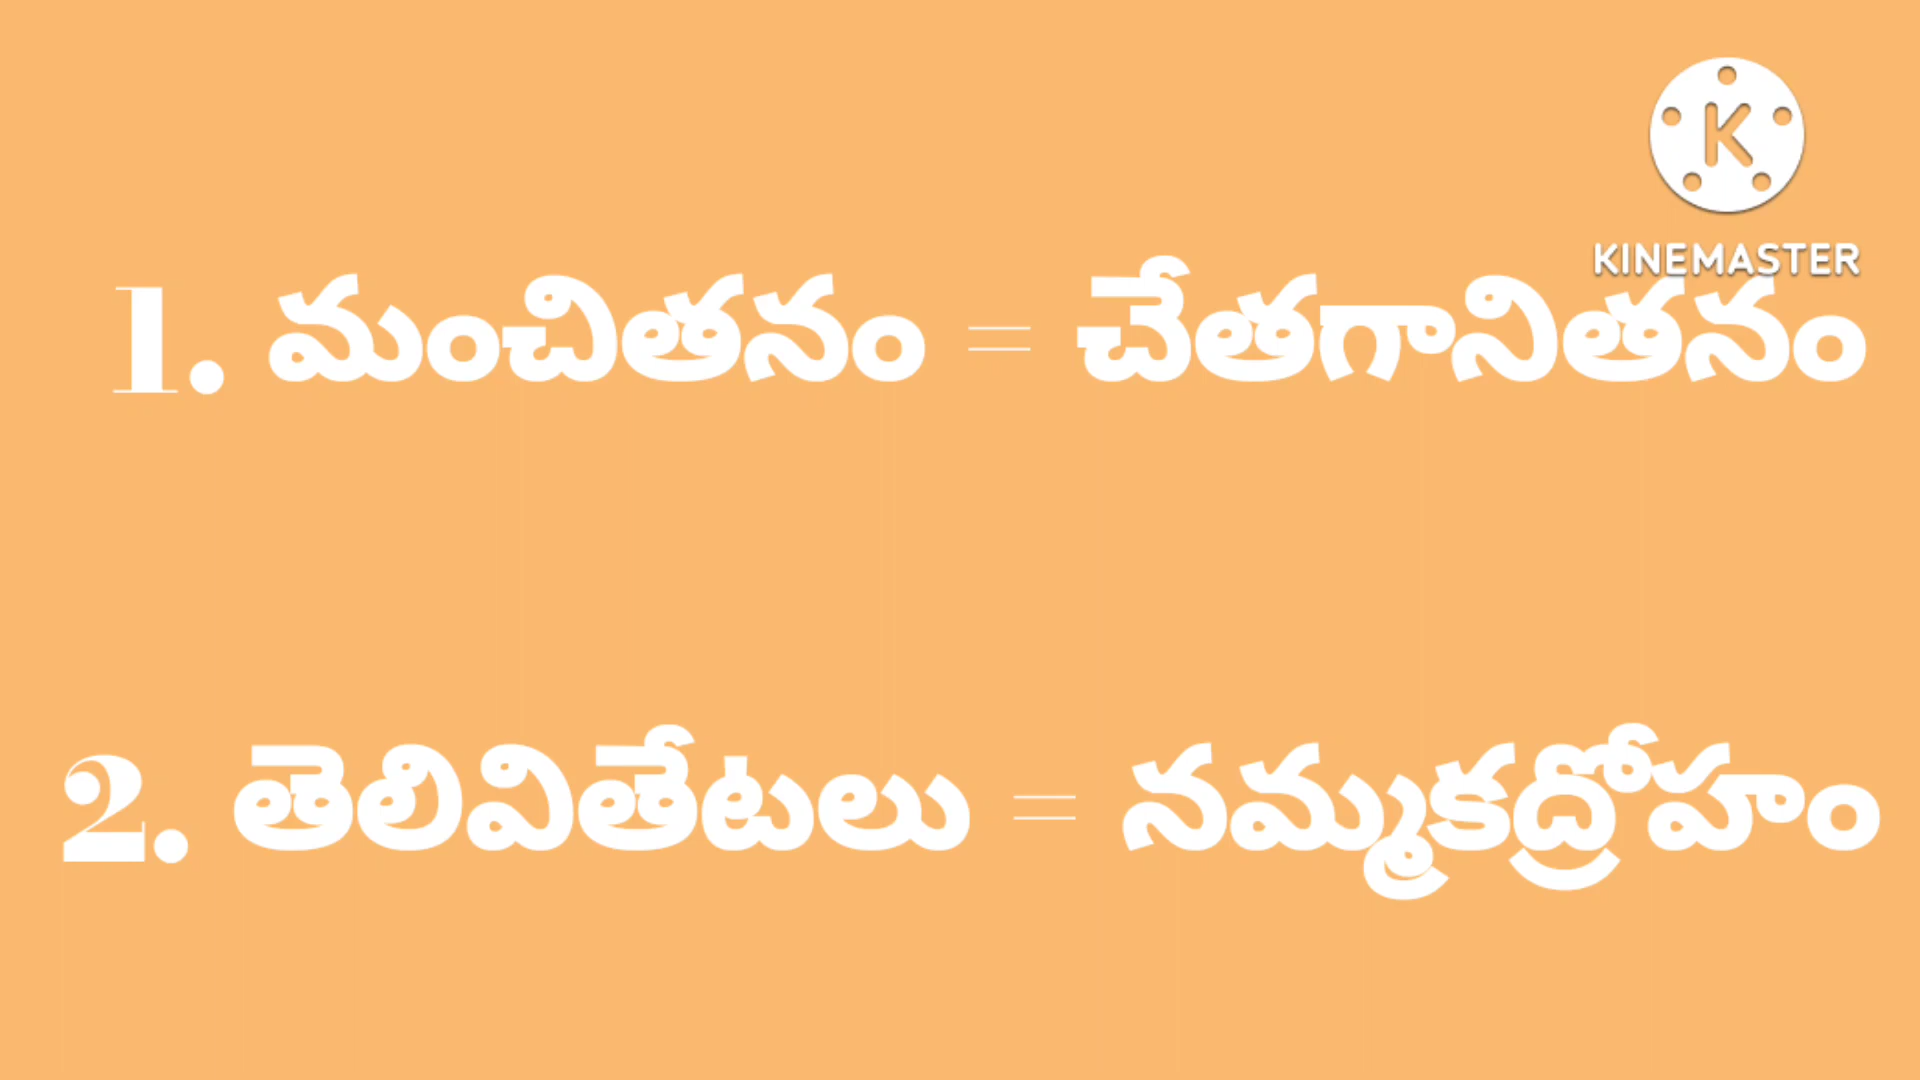 KINEMASTER
1. మంచితనం = చేతగానితనం
2. తెలివితేటలు = నమ్మకద్రోహం